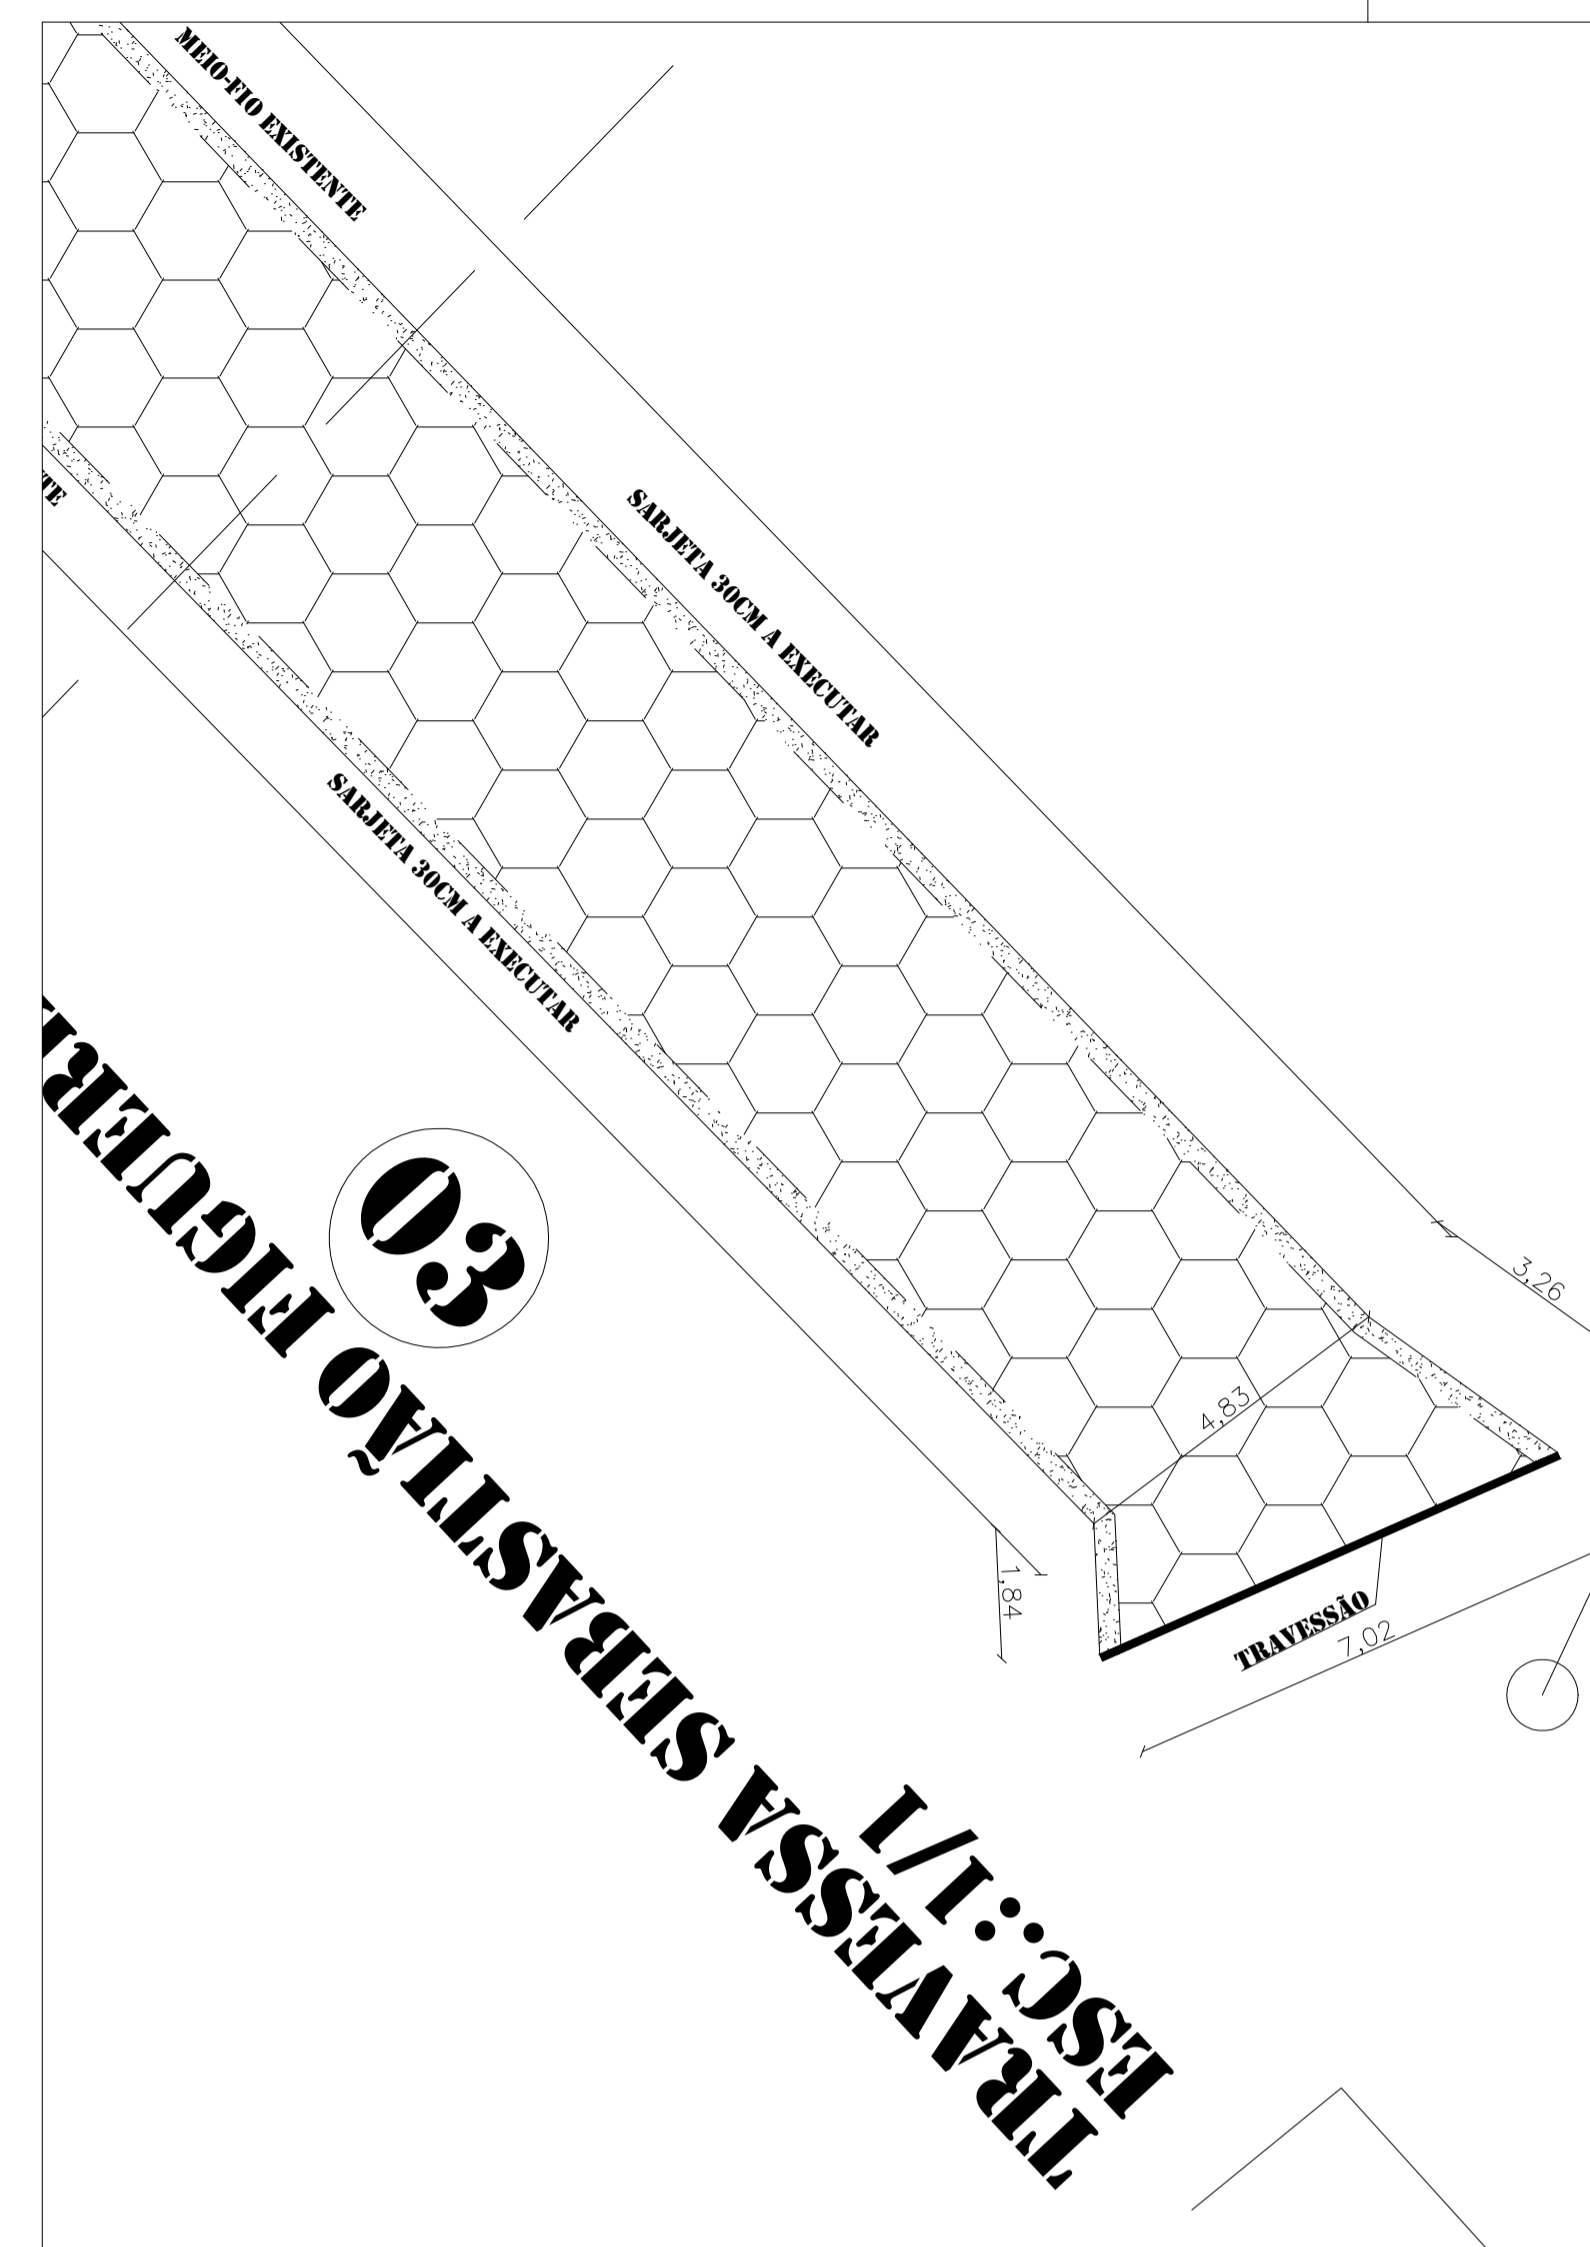 MEIO-FIO EXISTENTE
TE
SARJETA 30CM A EXECUTAR
SARJETA 30CM A EXECUTAR
03
3,26
4,83
1,84
TRAVESSÃO
7,02
TRAVESSA SEBASTIÃO FIGUER
ESC.:1/1